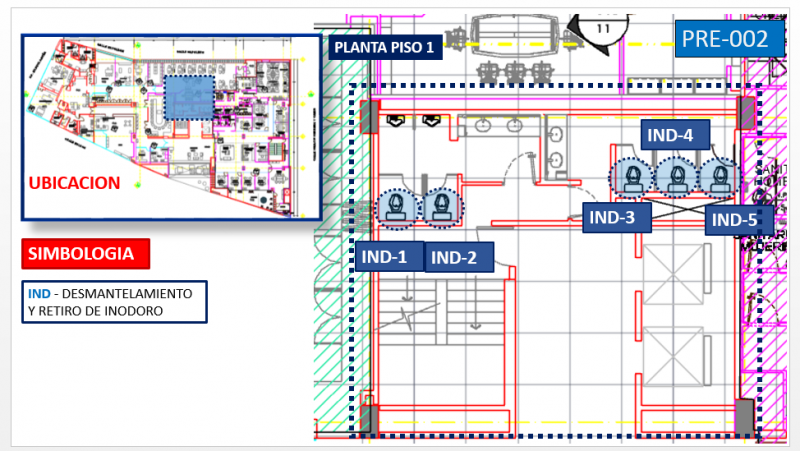 PLANTA PISO 1
11
PRE-002
UBICACION
IND-4
IND-3
IND-5
IND-1
IND-2
SIMBOLOGIA
IND - DESMANTELAMIENTO
Y RETIRO DE INODORO